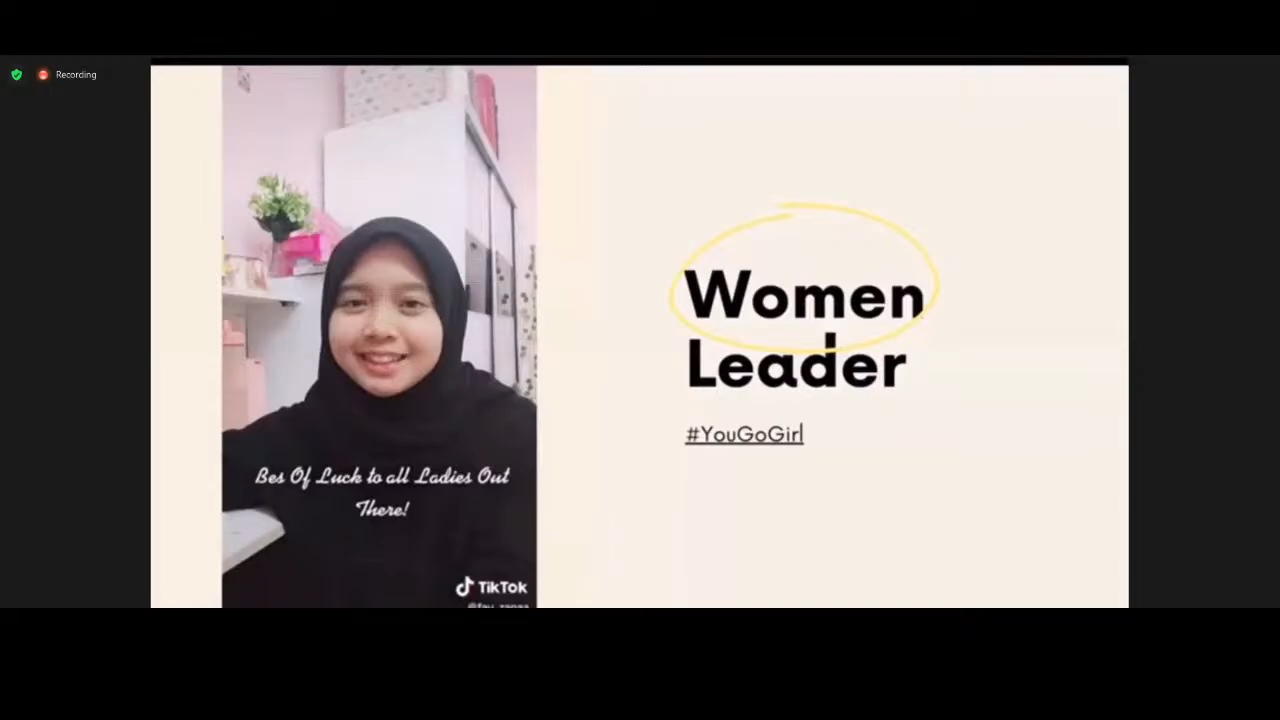 Recording
Bes Of Luck to all Ladies Out
There!
TikTok
Women
Leader
#YouGoGirl